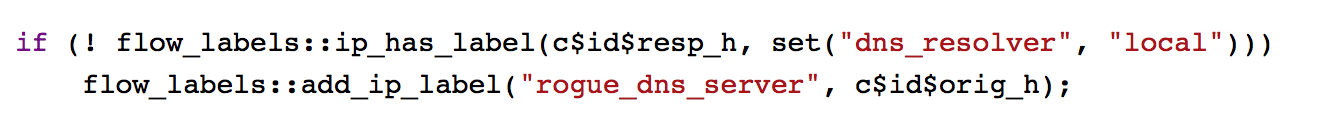 if (! flow_labels::ip_has_label(c$id$resp_h, set("dns_resolver", "local")))
    flow_labels::add_ip_label("rogue_dns_server", c$id$orig_h);